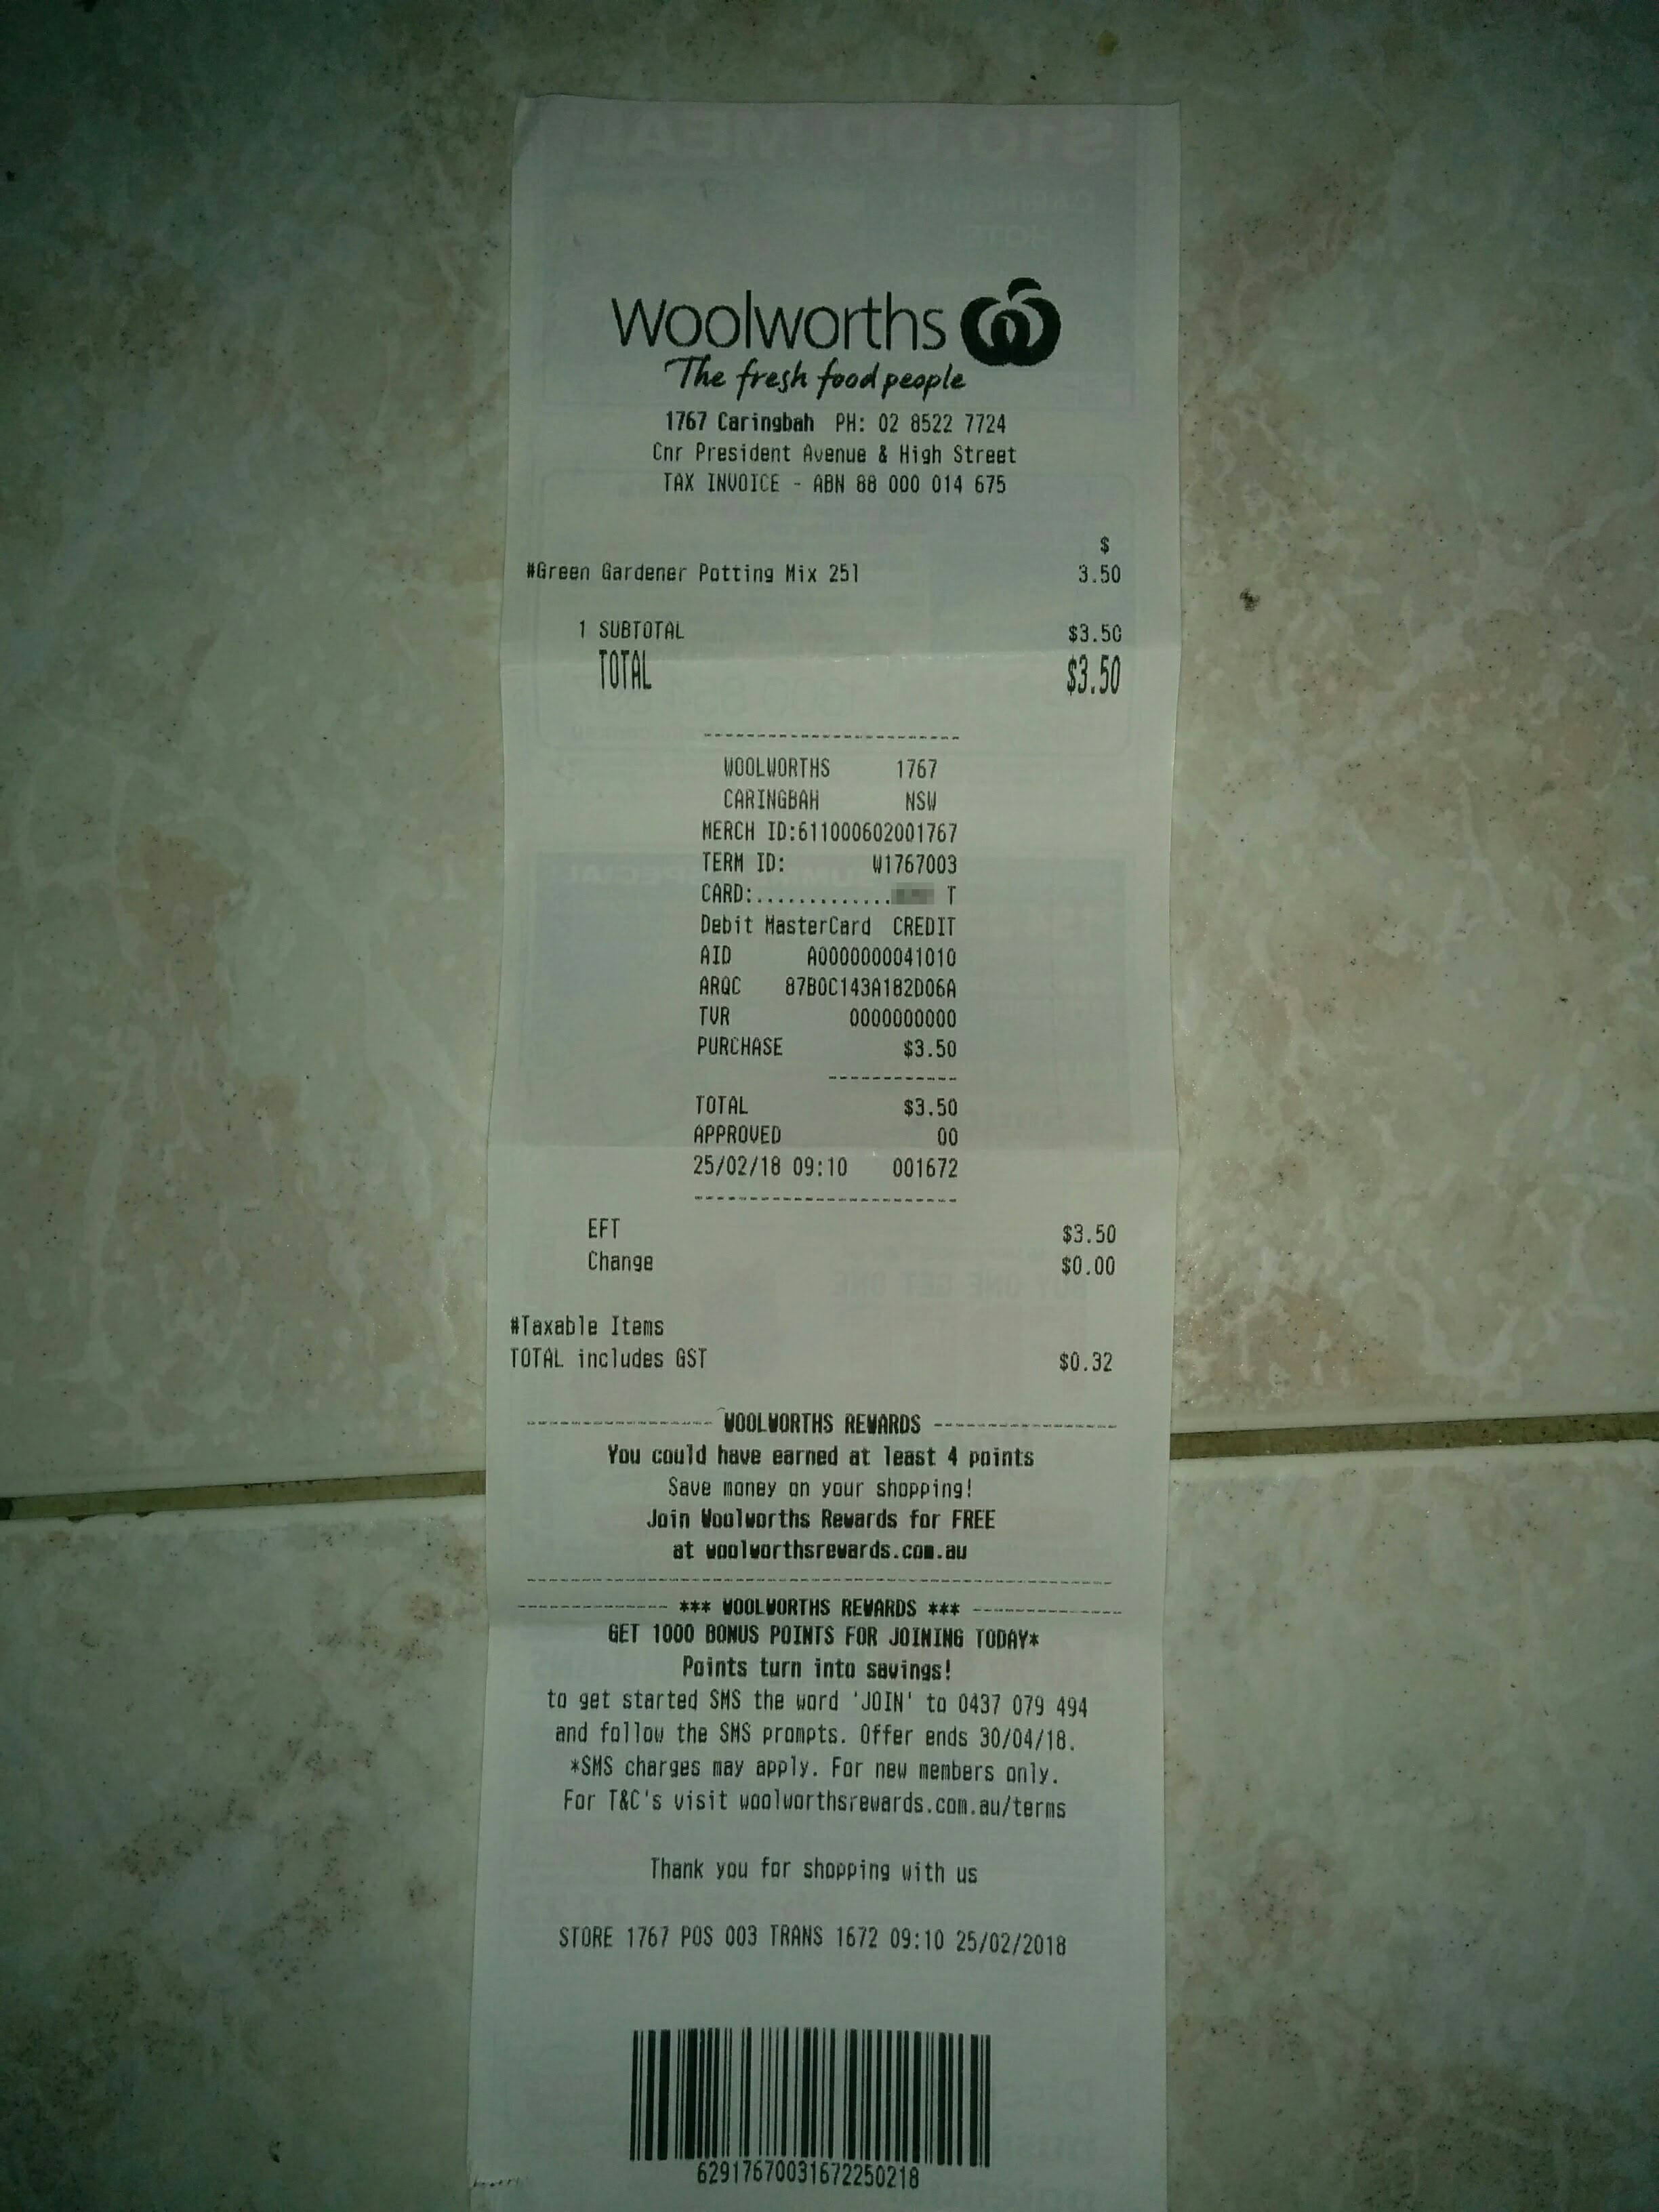 Woolworths
The fresh food people
1767 Caringbah PH: 02 8522 7724
Cnr President Avenue & High Street
TAX INVOICE - ABN 88 000 014 675
$
#Green Gardener Potting Mix 25l 3.50
1 SUBTOTAL $3.50
TOTAL $3.50
------------------------
WOOLWORTHS 1767
CARINGBAH NSW
MERCH ID:611000602001767
TERM ID: W1767003
CARD:............. T
Debit MasterCard CREDIT
AID A0000000041010
ARQC 87B0C143A182D06A
TVR 0000000000
PURCHASE $3.50
------------
TOTAL $3.50
APPROVED 00
25/02/18 09:10 001672
-------------------------
EFT $3.50
Change $0.00
#Taxable Items
TOTAL includes GST $0.32
------------------ WOOLWORTHS REWARDS ------------------
You could have earned at least 4 points
Save money on your shopping!
Join Woolworths Rewards for FREE
at woolworthsrewards.com.au
--------------------------------------------------------
-------------- *** WOOLWORTHS REWARDS *** --------------
GET 1000 BONUS POINTS FOR JOINING TODAY*
Points turn into savings!
to get started SMS the word 'JOIN' to 0437 079 494
and follow the SMS prompts. Offer ends 30/04/18.
*SMS charges may apply. For new members only.
For T&C's visit woolworthsrewards.com.au/terms
Thank you for shopping with us
STORE 1767 POS 003 TRANS 1672 09:10 25/02/2018
62917670031672250218